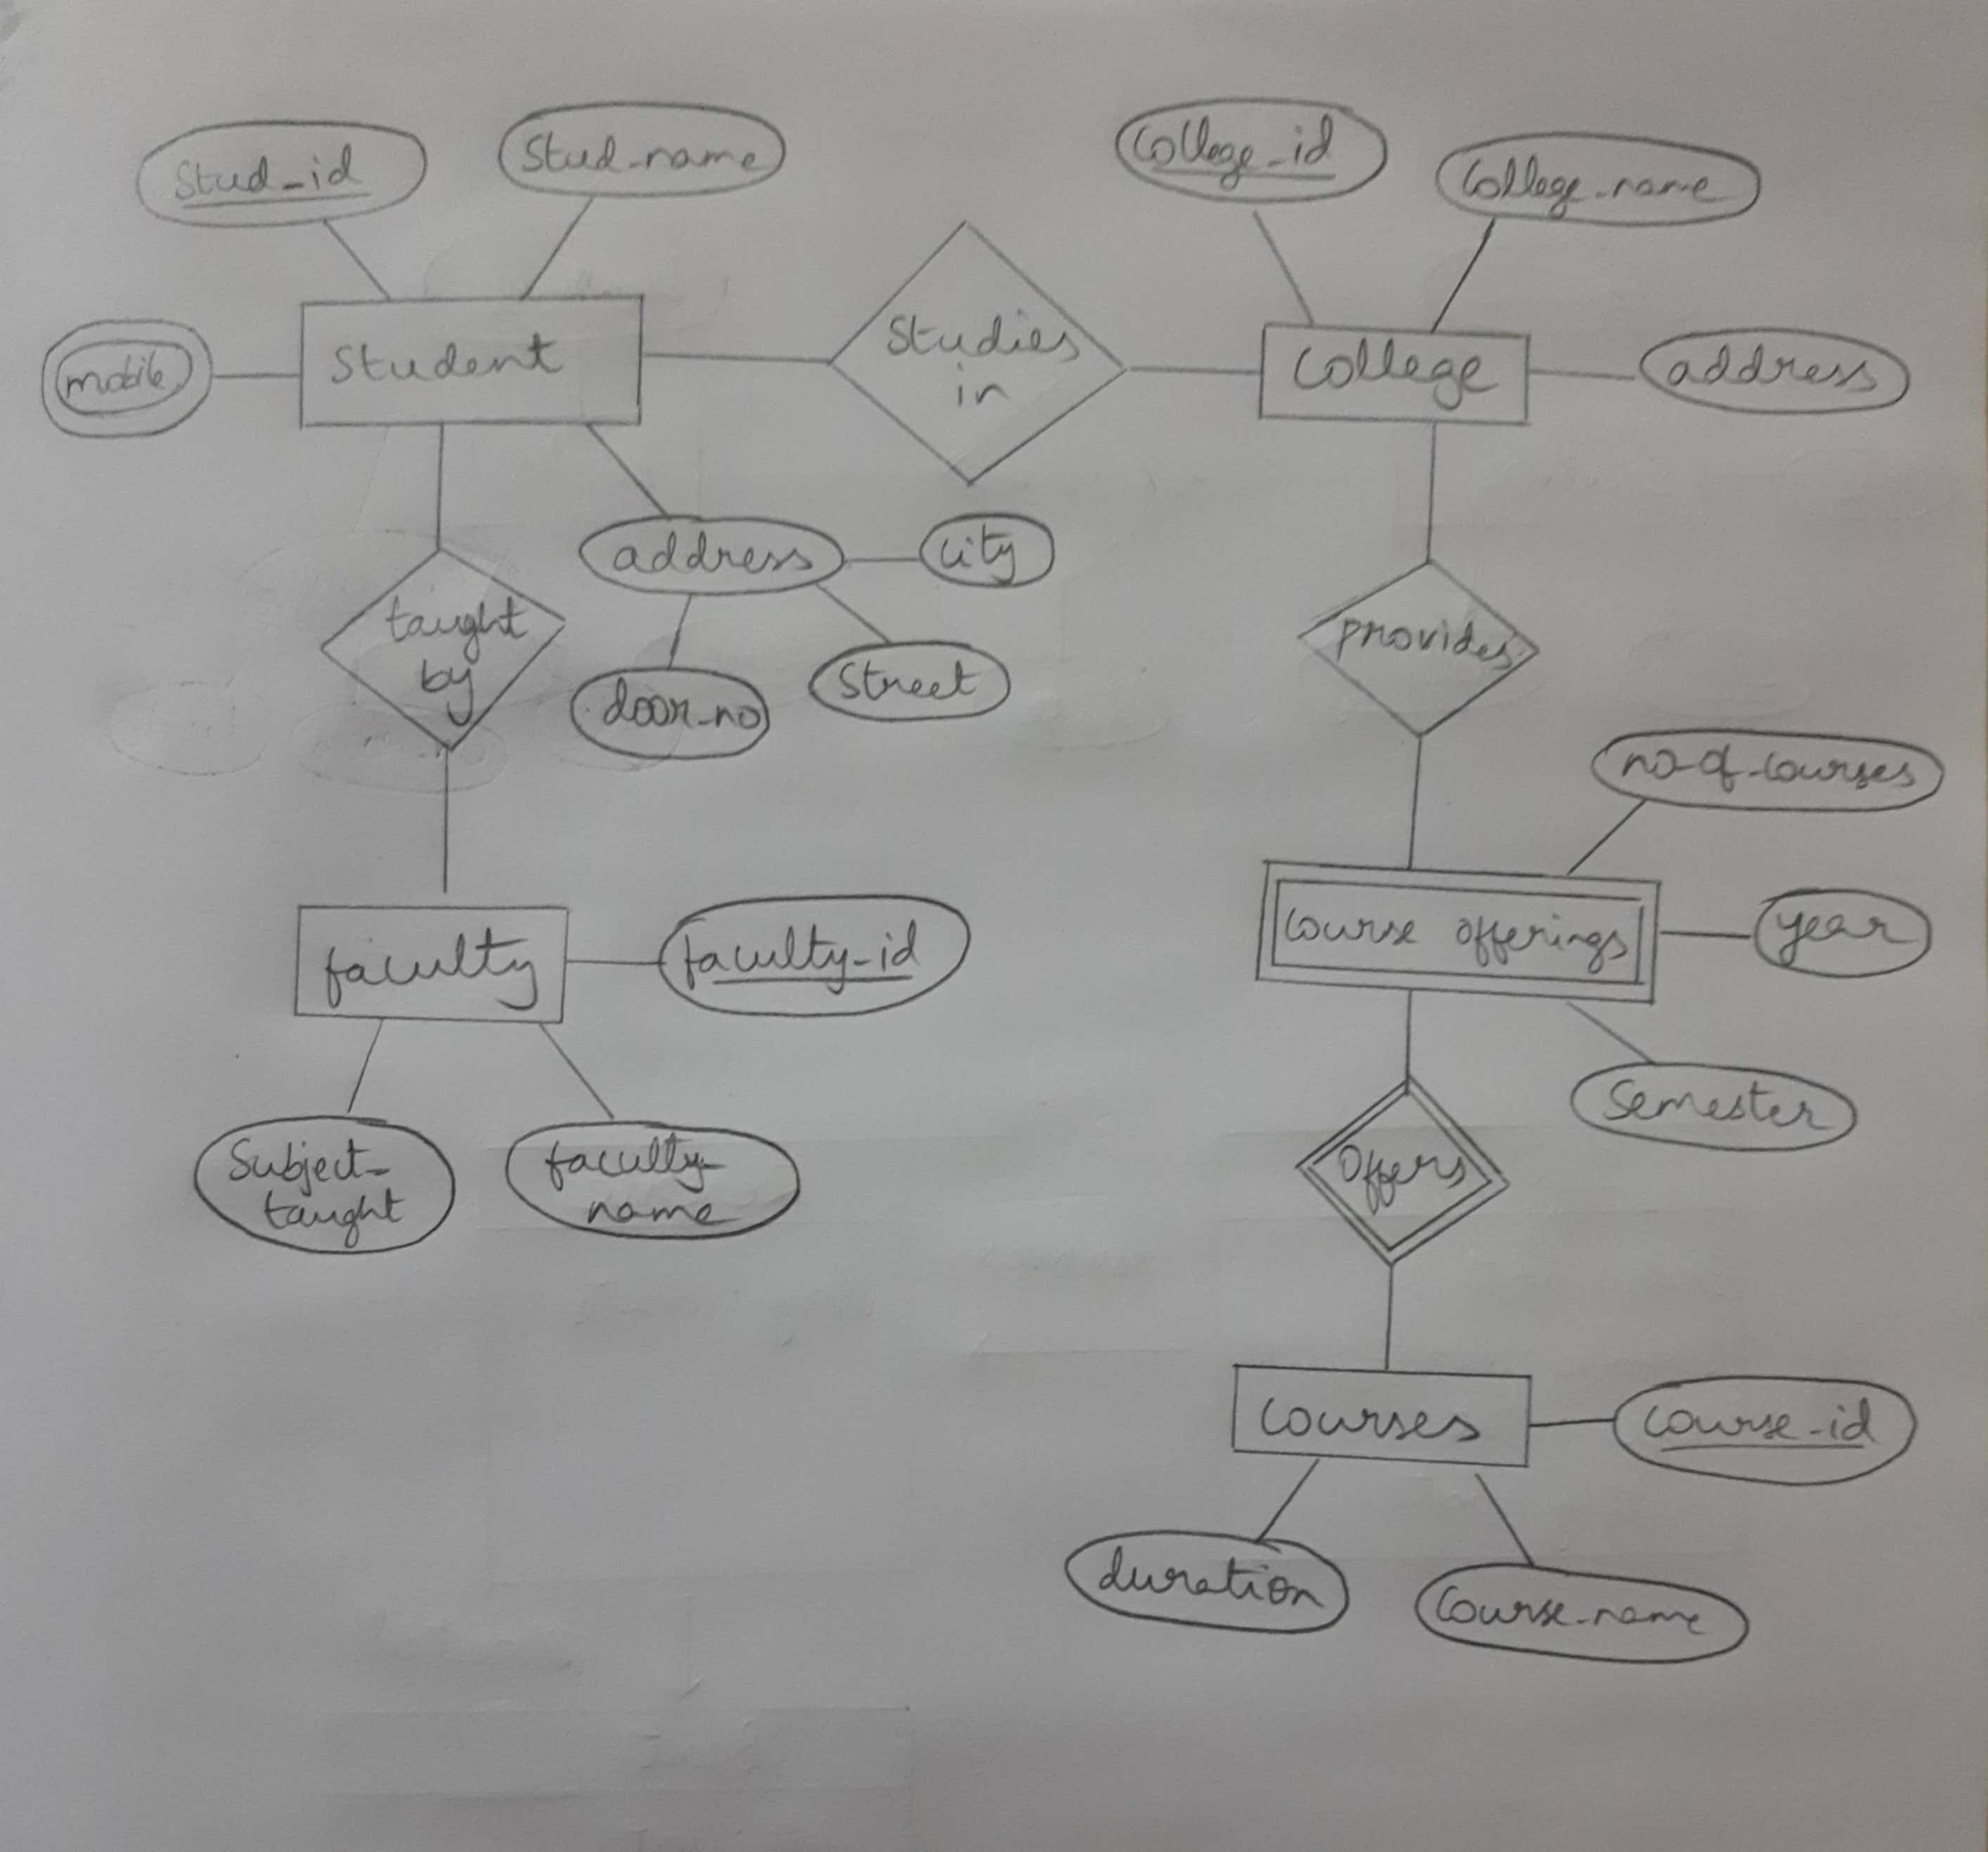 Stud_id
Stud_name
College_id
College_name
mobile
Student
Studies
in
College
address
address
city
taught
by
door_no
Street
provides
no_of_courses
faculty
faculty_id
Course offerings
year
Semester
Subject_
taught
faculty_
name
Offers
Courses
Course_id
duration
Course_name